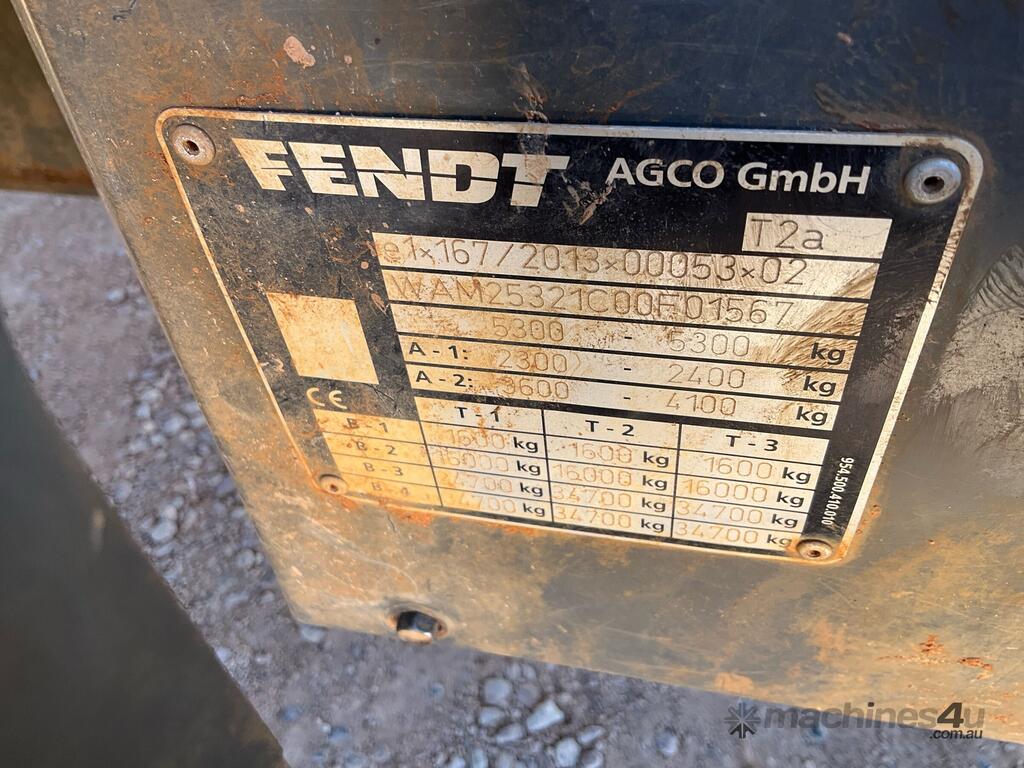 FENDT AGCO GmbH
T2a
e1×167/2013×00053×02
WAM25321C00F01567
5300 - 5300 kg
A - 1: 2300 - 2400 kg
A - 2: 3600 - 4100 kg
CE
T - 1 T - 2 T - 3
B - 1 1600 kg 1600 kg 1600 kg
B - 2 16000 kg 16000 kg 16000 kg
B - 3 34700 kg 34700 kg 34700 kg
B - 4 34700 kg 34700 kg 34700 kg
954.500.410.010
machines4u
.com.au